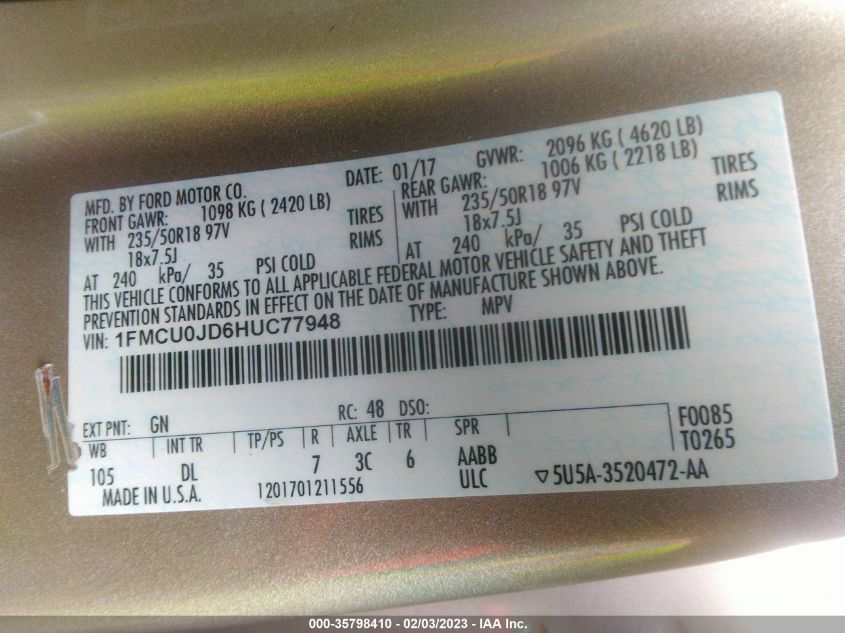 MFD. BY FORD MOTOR CO.
DATE: 01/17 GVWR: 2096 KG ( 4620 LB)
FRONT GAWR: 1098 KG ( 2420 LB)
REAR GAWR: 1006 KG ( 2218 LB)
WITH 235/50R18 97V TIRES
WITH 235/50R18 97V TIRES
18x7.5J RIMS
18x7.5J RIMS
AT 240 kPa/ 35 PSI COLD
AT 240 kPa/ 35 PSI COLD
THIS VEHICLE CONFORMS TO ALL APPLICABLE FEDERAL MOTOR VEHICLE SAFETY AND THEFT
PREVENTION STANDARDS IN EFFECT ON THE DATE OF MANUFACTURE SHOWN ABOVE.
VIN: 1FMCU0JD6HUC77948 TYPE: MPV
EXT PNT: GN RC: 48 DSO:
WB INT TR TP/PS R AXLE TR SPR
105 DL 7 3C 6 AABB
F0085
T0265
MADE IN U.S.A. 1201701211556 ULC ▽5U5A-3520472-AA
000-35798410 - 02/03/2023 - IAA Inc.